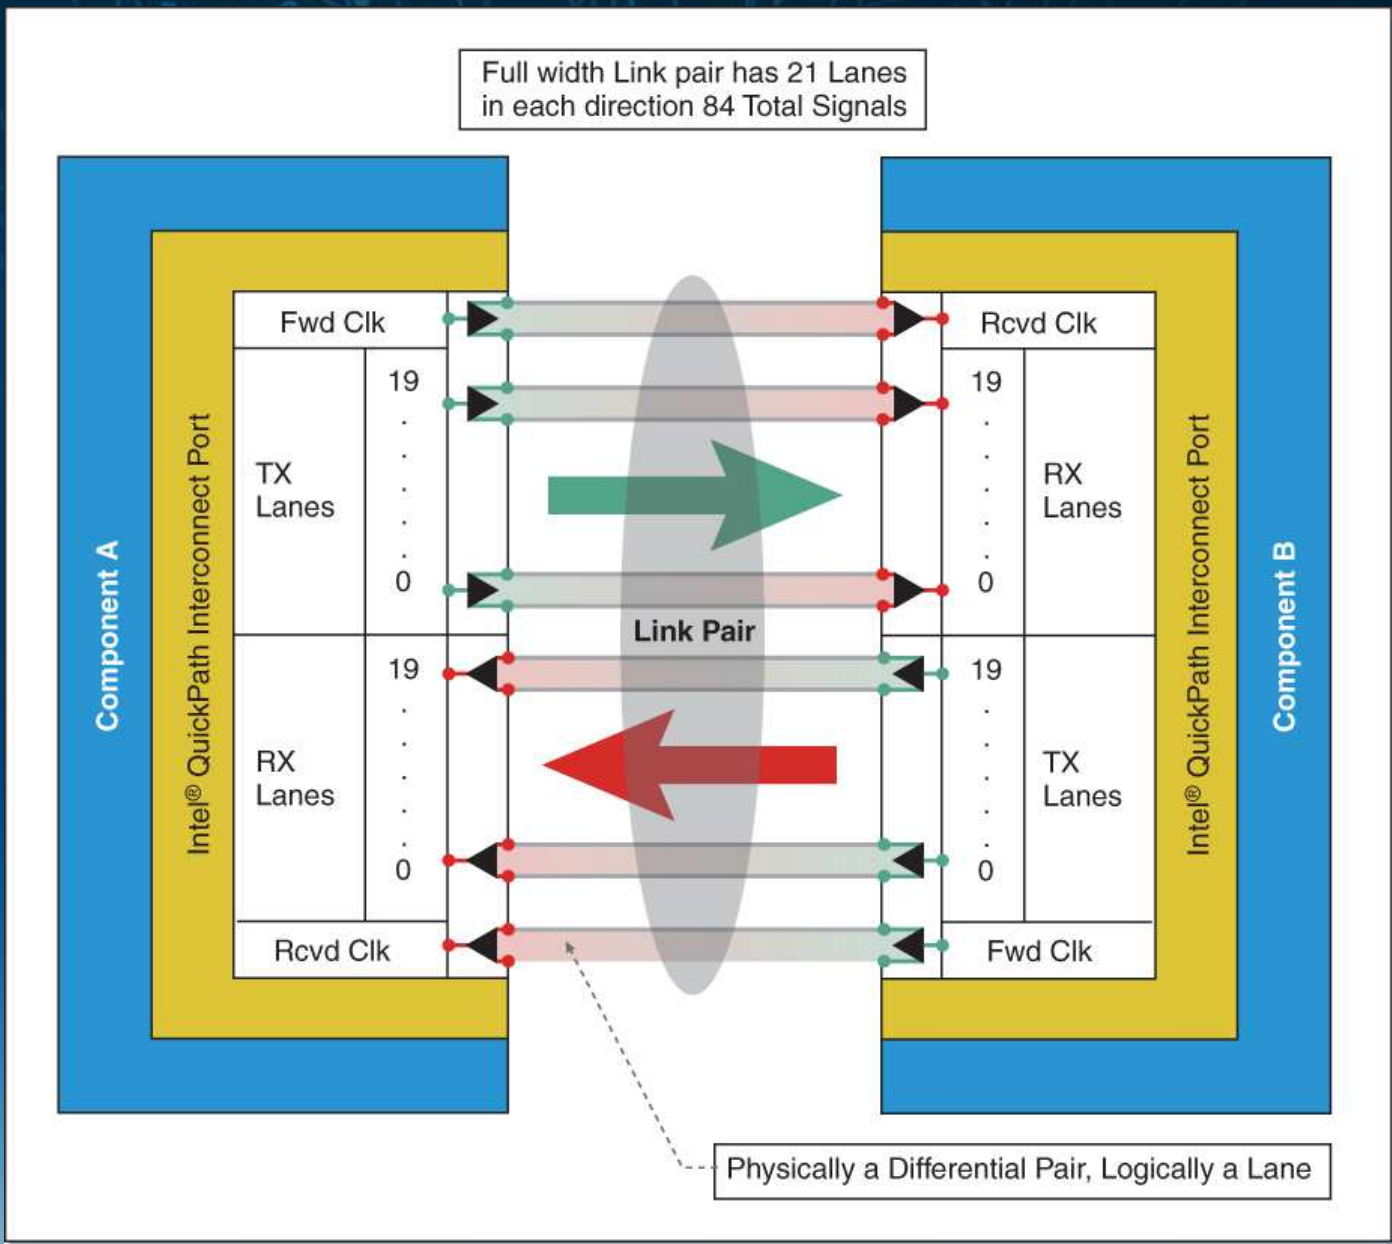 Full width Link pair has 21 Lanes
in each direction 84 Total Signals
Component A
Intel® QuickPath Interconnect Port
Fwd Clk
TX
Lanes
19
.
.
.
.
.
0
RX
Lanes
19
.
.
.
.
.
0
Rcvd Clk
Link Pair
Rcvd Clk
19
.
.
.
.
.
0
RX
Lanes
19
.
.
.
.
.
0
TX
Lanes
Fwd Clk
Intel® QuickPath Interconnect Port
Component B
Physically a Differential Pair, Logically a Lane